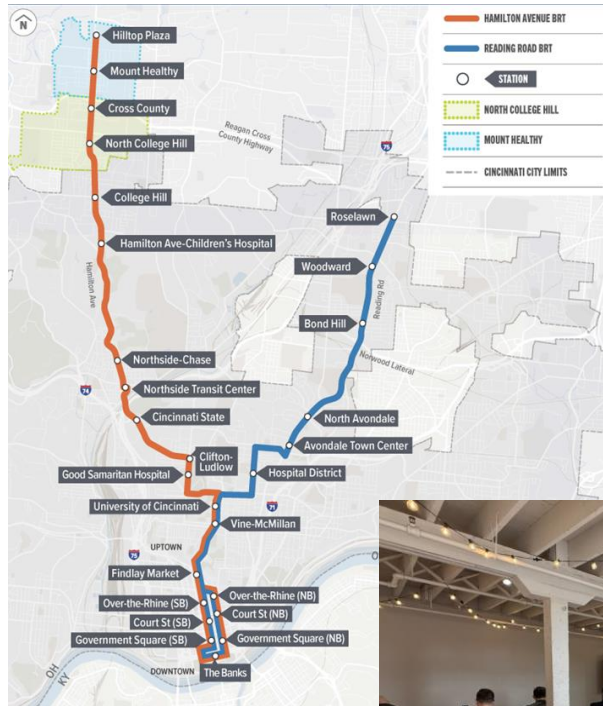 N
HAMILTON AVENUE BRT
READING ROAD BRT
STATION
NORTH COLLEGE HILL
MOUNT HEALTHY
CINCINNATI CITY LIMITS
Hilltop Plaza
Mount Healthy
Cross County
North College Hill
Reagan Cross
County Highway
75
College Hill
Roselawn
Hamilton Ave-Children's Hospital
Woodward
Hamilton Ave
Reading Rd
Bond Hill
Northside-Chase
Norwood Lateral
74
Northside Transit Center
Cincinnati State
North Avondale
Avondale Town Center
Clifton-
Ludlow
Good Samaritan Hospital
Hospital District
University of Cincinnati
71
Vine-McMillan
UPTOWN
75
Findlay Market
Over-the-Rhine (SB)
Over-the-Rhine (NB)
Court St (SB)
Court St (NB)
Government Square (SB)
Government Square (NB)
DOWNTOWN
The Banks
OH
KY